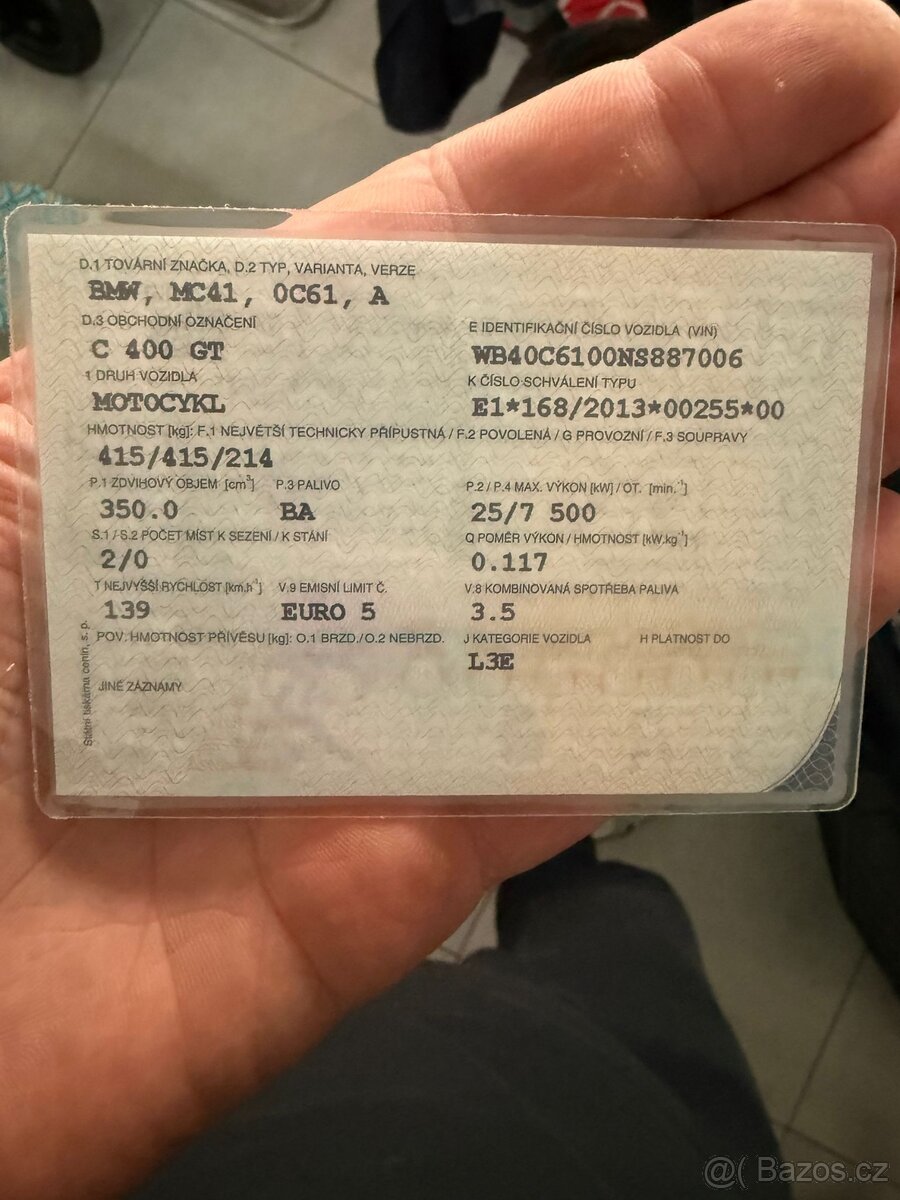 D.1 TOVÁRNÍ ZNAČKA, D.2 TYP, VARIANTA, VERZE
BMW, MC41, 0C61, A
D.3 OBCHODNÍ OZNAČENÍ
C 400 GT
E IDENTIFIKAČNÍ ČÍSLO VOZIDLA (VIN)
WB40C6100NS887006
1 DRUH VOZIDLA
MOTOCYKL
K ČÍSLO SCHVÁLENÍ TYPU
E1*168/2013*00255*00
HMOTNOST [kg]: F.1 NEJVĚTŠÍ TECHNICKY PŘÍPUSTNÁ / F.2 POVOLENÁ / G PROVOZNÍ / F.3 SOUPRAVY
415/415/214
P.1 ZDVIHOVÝ OBJEM [cm³] P.3 PALIVO P.2 / P.4 MAX. VÝKON [kW] / OT. [min.⁻¹]
350.0 BA 25/7 500
S.1 / S.2 POČET MÍST K SEZENÍ / K STÁNÍ Q POMĚR VÝKON / HMOTNOST [kW.kg⁻¹]
2/0 0.117
T NEJVYŠŠÍ RYCHLOST [km.h⁻¹] V.9 EMISNÍ LIMIT Č. V.8 KOMBINOVANÁ SPOTŘEBA PALIVA
139 EURO 5 3.5
POV. HMOTNOST PŘÍVĚSU [kg]: O.1 BRZD./O.2 NEBRZD. J KATEGORIE VOZIDLA H PLATNOST DO
L3E
JINÉ ZÁZNAMY
Státní tiskárna cenin, s. p.
@( Bazos.cz